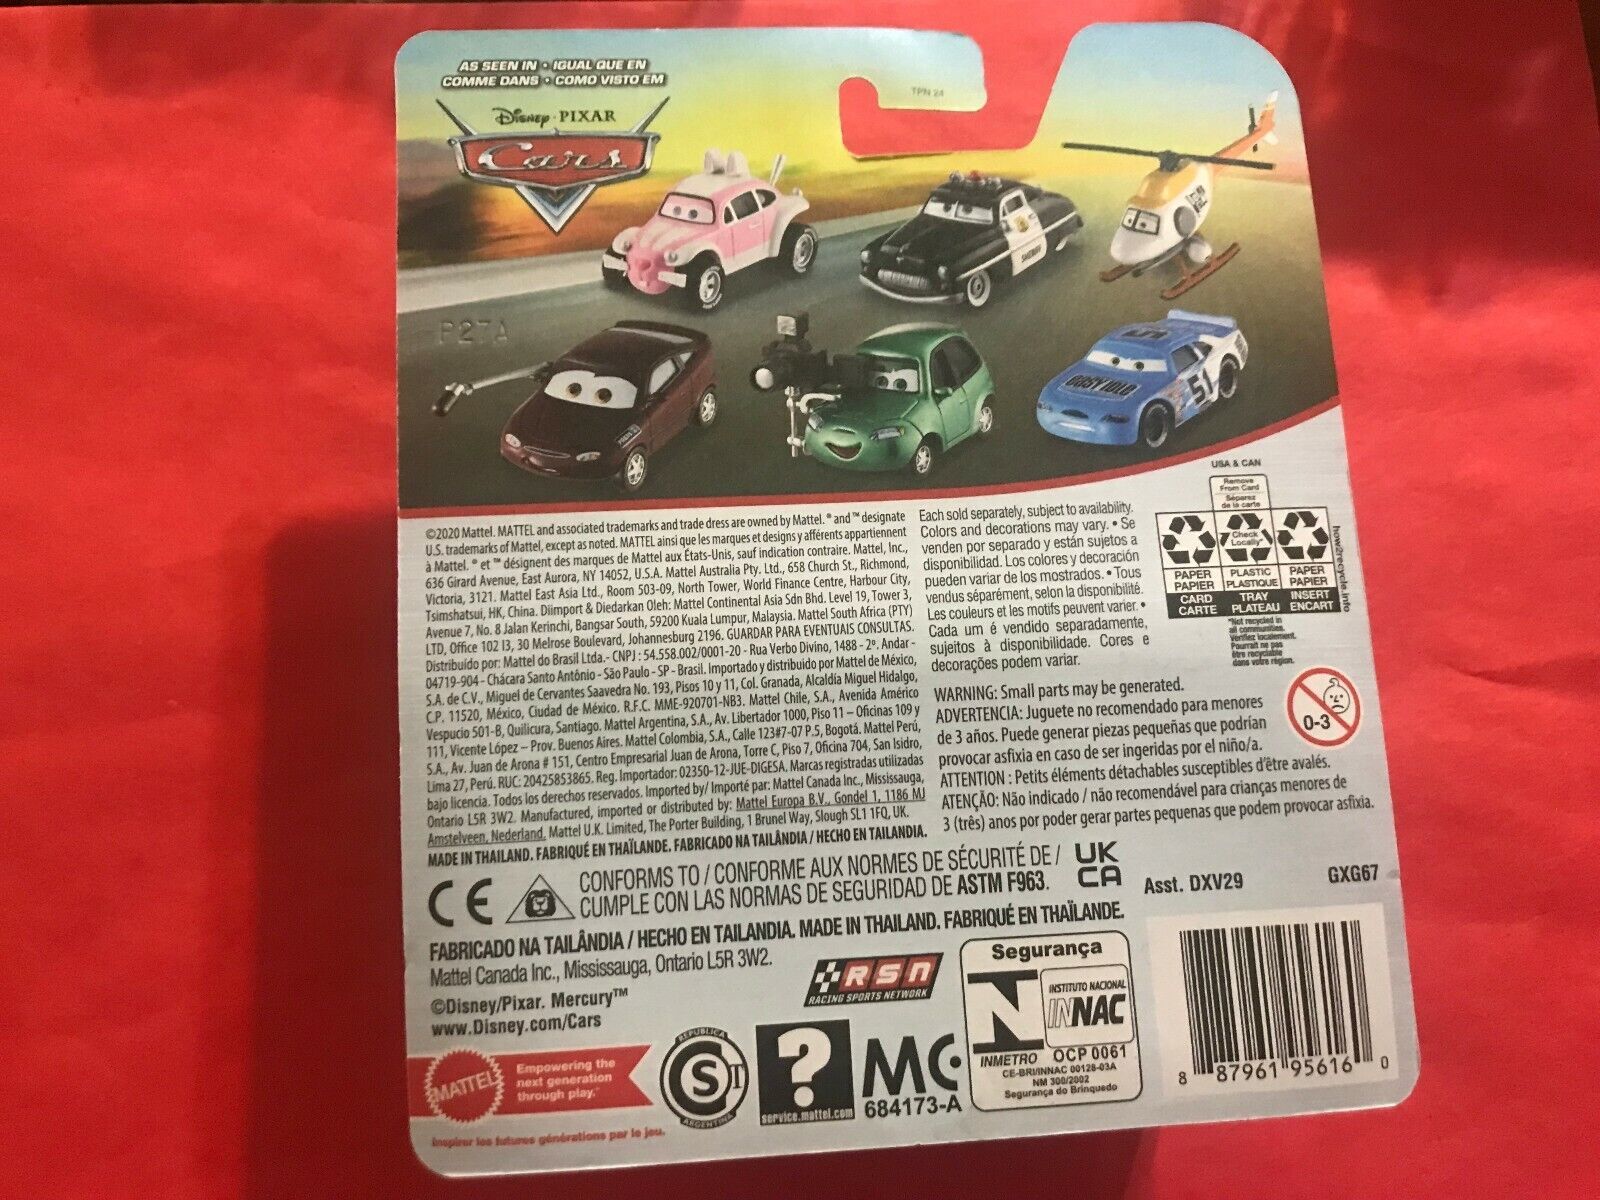 AS SEEN IN • IGUAL QUE EN
COMME DANS • COMO VISTO EM
TPN 24
Disney • PIXAR
Cars
SHERIFF
P27A
EASY IDLE
51
©2020 Mattel. MATTEL and associated trademarks and trade dress are owned by Mattel. ® and ™ designate
U.S. trademarks of Mattel, except as noted. MATTEL ainsi que les marques et designs y afférents appartiennent
à Mattel. ® et ™ désignent des marques de Mattel aux États-Unis, sauf indication contraire. Mattel, Inc.,
636 Girard Avenue, East Aurora, NY 14052, U.S.A. Mattel Australia Pty. Ltd., 658 Church St., Richmond,
Victoria, 3121. Mattel East Asia Ltd., Room 503-09, North Tower, World Finance Centre, Harbour City,
Tsimshatsui, HK, China. Diimport & Diedarkan Oleh: Mattel Continental Asia Sdn Bhd. Level 19, Tower 3,
Avenue 7, No. 8 Jalan Kerinchi, Bangsar South, 59200 Kuala Lumpur, Malaysia. Mattel South Africa (PTY)
LTD, Office 102 I3, 30 Melrose Boulevard, Johannesburg 2196. GUARDAR PARA EVENTUAIS CONSULTAS.
Distribuído por: Mattel do Brasil Ltda.- CNPJ : 54.558.002/0001-20 - Rua Verbo Divino, 1488 - 2º. Andar -
04719-904 - Chácara Santo Antônio - São Paulo - SP - Brasil. Importado y distribuido por Mattel de México,
S.A. de C.V., Miguel de Cervantes Saavedra No. 193, Pisos 10 y 11, Col. Granada, Alcaldía Miguel Hidalgo,
C.P. 11520, México, Ciudad de México. R.F.C. MME-920701-NB3. Mattel Chile, S.A., Avenida Américo
Vespucio 501-B, Quilicura, Santiago. Mattel Argentina, S.A., Av. Libertador 1000, Piso 11 – Oficinas 109 y
111, Vicente López – Prov. Buenos Aires. Mattel Colombia, S.A., Calle 123#7-07 P.5, Bogotá. Mattel Perú,
S.A., Av. Juan de Arona # 151, Centro Empresarial Juan de Arona, Torre C, Piso 7, Oficina 704, San Isidro,
Lima 27, Perú. RUC: 20425853865. Reg. Importador: 02350-12-JUE-DIGESA. Marcas registradas utilizadas
bajo licencia. Todos los derechos reservados. Imported by/ Importé par: Mattel Canada Inc., Mississauga,
Ontario L5R 3W2. Manufactured, imported or distributed by: Mattel Europa B.V., Gondel 1, 1186 MJ
Amstelveen, Nederland. Mattel U.K. Limited, The Porter Building, 1 Brunel Way, Slough SL1 1FQ, UK.
MADE IN THAILAND. FABRIQUÉ EN THAÏLANDE. FABRICADO NA TAILÂNDIA / HECHO EN TAILANDIA.
Each sold separately, subject to availability.
Colors and decorations may vary. • Se
venden por separado y están sujetos a
disponibilidad. Los colores y decoración
pueden variar de los mostrados. • Tous
vendus séparément, selon la disponibilité.
Les couleurs et les motifs peuvent varier. •
Cada um é vendido separadamente,
sujeitos à disponibilidade. Cores e
decorações podem variar.
USA & CAN
Remove
From Card
Séparez
de la carte
Check
Locally*
PAPER
PAPIER
CARD
CARTE
PLASTIC
PLASTIQUE
TRAY
PLATEAU
PAPER
PAPIER
INSERT
ENCART
how2recycle.info
*Not recycled in
all communities.
Vérifiez localement.
Pourrait ne pas
être recyclable
dans votre région.
WARNING: Small parts may be generated.
ADVERTENCIA: Juguete no recomendado para menores
de 3 años. Puede generar piezas pequeñas que podrían
provocar asfixia en caso de ser ingeridas por el niño/a.
ATTENTION : Petits éléments détachables susceptibles d'être avalés.
ATENÇÃO: Não indicado / não recomendável para crianças menores de
3 (três) anos por poder gerar partes pequenas que podem provocar asfixia.
0-3
CE
CONFORMS TO / CONFORME AUX NORMES DE SÉCURITÉ DE /
CUMPLE CON LAS NORMAS DE SEGURIDAD DE ASTM F963.
UK
CA
Asst. DXV29
GXG67
FABRICADO NA TAILÂNDIA / HECHO EN TAILANDIA. MADE IN THAILAND. FABRIQUÉ EN THAÏLANDE.
Mattel Canada Inc., Mississauga, Ontario L5R 3W2.
©Disney/Pixar. Mercury™
www.Disney.com/Cars
RSN
RACING SPORTS NETWORK
MATTEL
Empowering the
next generation
through play.™
Inspirer les futures générations par le jeu.
REPUBLICA
S
ARGENTINA
?
service.mattel.com
MC
684173-A
Segurança
INSTITUTO NACIONAL
INNAC
INMETRO
OCP 0061
CE-BRI/INNAC 00128-03A
NM 300/2002
Segurança do Brinquedo
8 87961 95616 0